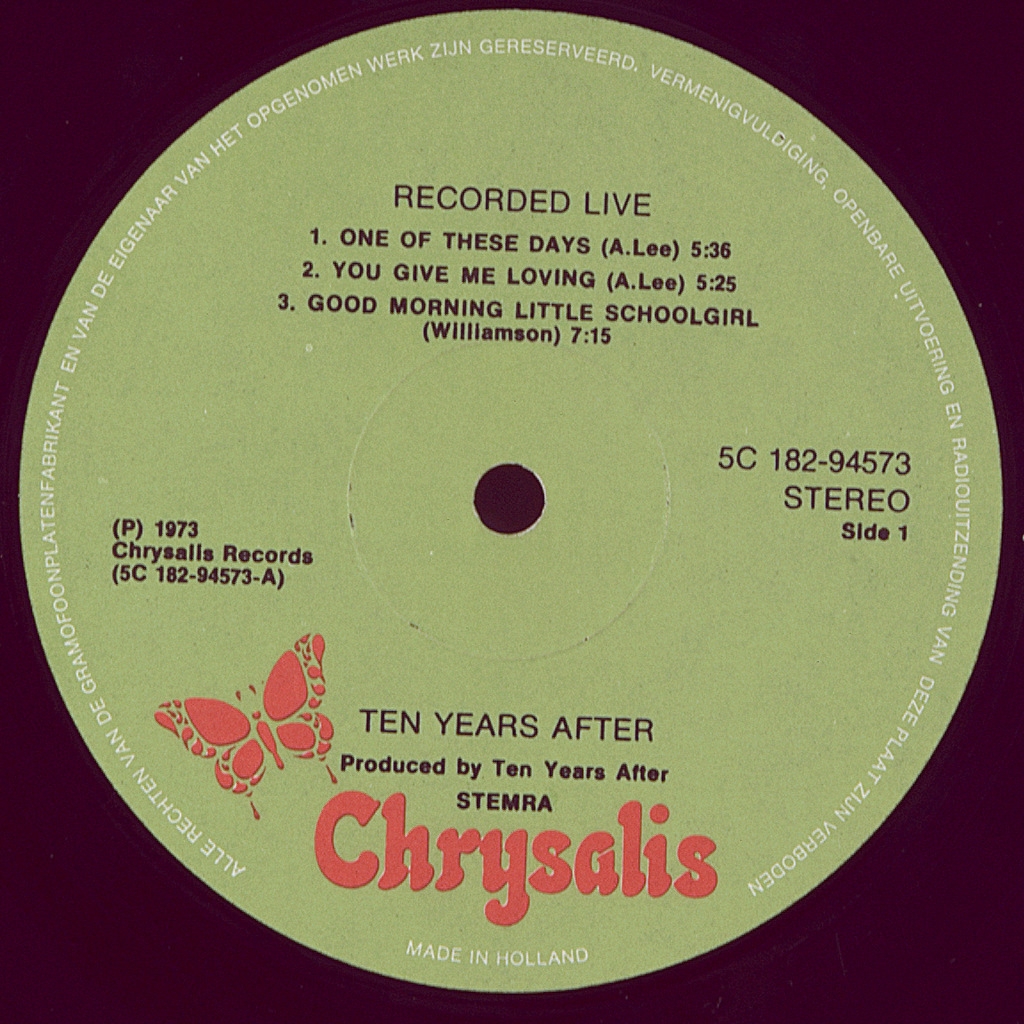 ALLE RECHTEN VAN DE GRAMOFOONPLATENFABRIKANT EN VAN DE EIGENAAR VAN HET OPGENOMEN WERK ZIJN GERESERVEERD. VERMENIGVULDIGING, OPENBARE UITVOERING EN RADIOUITZENDING VAN DEZE PLAAT ZIJN VERBODEN
RECORDED LIVE
1. ONE OF THESE DAYS (A.Lee) 5:36
2. YOU GIVE ME LOVING (A.Lee) 5:25
3. GOOD MORNING LITTLE SCHOOLGIRL
(Williamson) 7:15
5C 182-94573
STEREO
Side 1
(P) 1973
Chrysalis Records
(5C 182-94573-A)
TEN YEARS AFTER
Produced by Ten Years After
STEMRA
Chrysalis
MADE IN HOLLAND